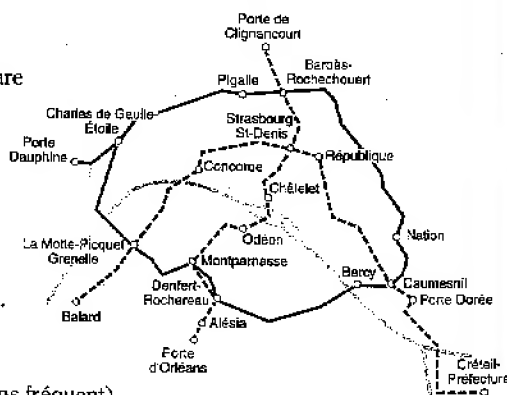 Porte de
Clignancourt
Barbès-
Rochechouart
Pigalle
Strasbourg
St-Denis
Charles de Gaulle
Étoile
Porte
Dauphine
République
Concorde
Châtelet
Odéon
Nation
La Motte-Picquet
Grenelle
Montparnasse
Bercy
Daumesnil
Denfert-
Rochereau
Porte Dorée
Balard
Alésia
Porte
d'Orléans
Créteil-
Préfecture
fréquent)